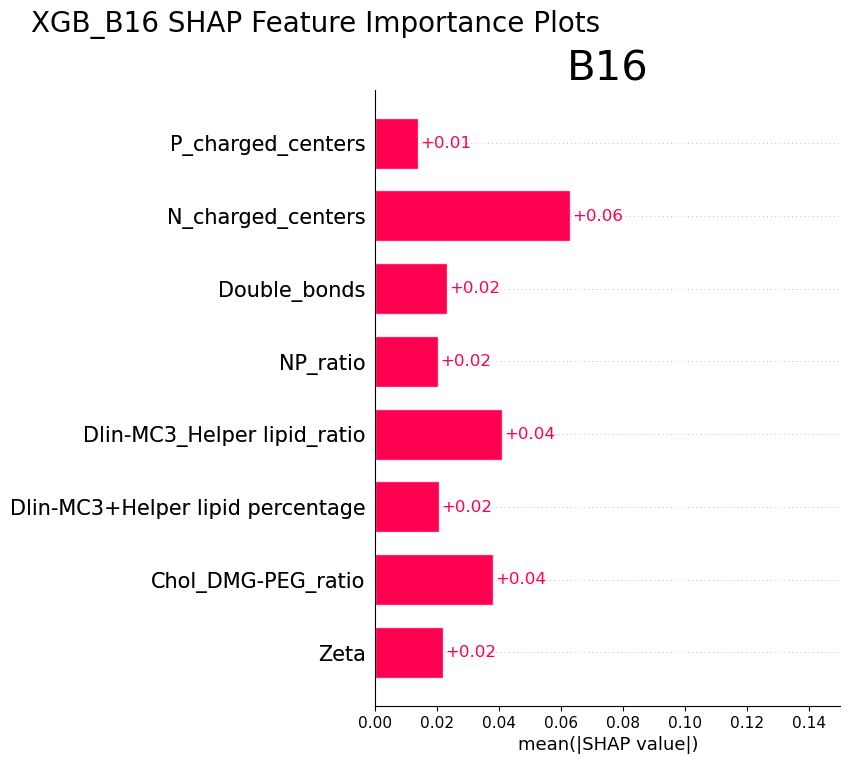 XGB_B16 SHAP Feature Importance Plots
B16
P_charged_centers +0.01
N_charged_centers +0.06
Double_bonds +0.02
NP_ratio +0.02
Dlin-MC3_Helper lipid_ratio +0.04
Dlin-MC3+Helper lipid percentage +0.02
Chol_DMG-PEG_ratio +0.04
Zeta +0.02
0.00 0.02 0.04 0.06 0.08 0.10 0.12 0.14
mean(|SHAP value|)